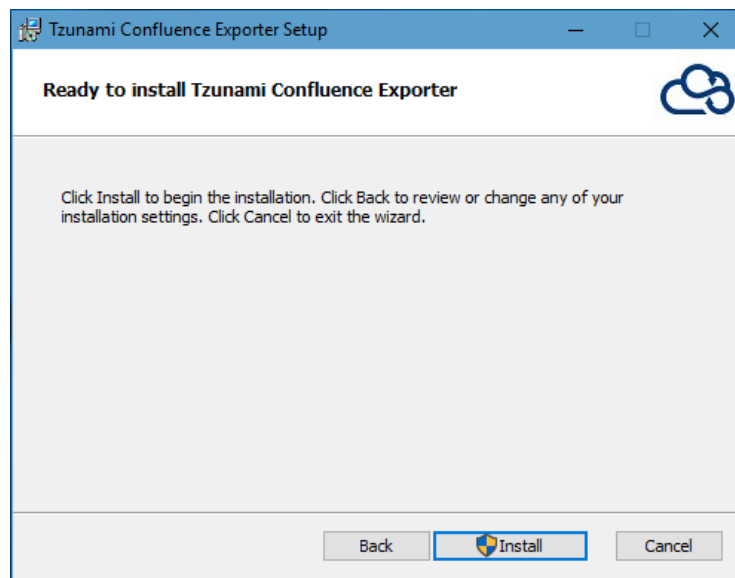 Tzunami Confluence Exporter Setup
Ready to install Tzunami Confluence Exporter
Click Install to begin the installation. Click Back to review or change any of your
installation settings. Click Cancel to exit the wizard.
Back
Install
Cancel